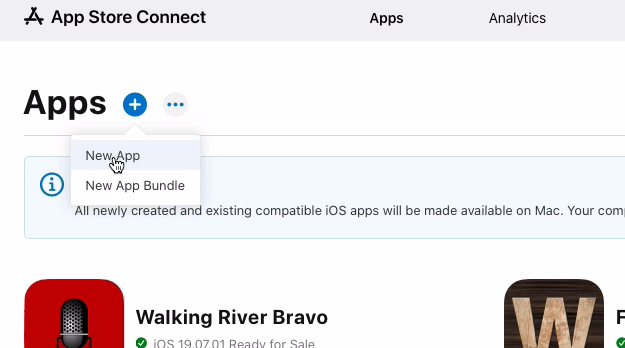 App Store Connect
Apps
Analytics
Apps
New App
New App Bundle
All newly created and existing compatible iOS apps will be made available on Mac. Your
Walking River Bravo
iOS 19.07.01 Ready for Sale
W